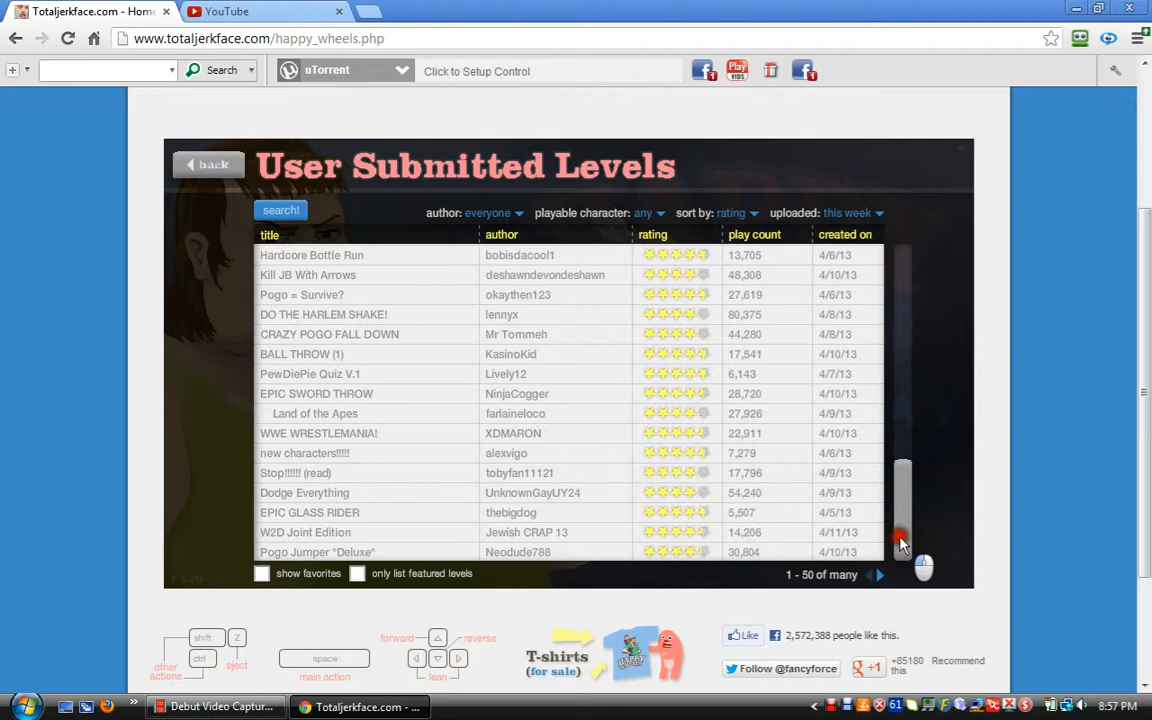 Totaljerkface.com - Home
YouTube
www.totaljerkface.com/happy_wheels.php
Search
uTorrent
Click to Setup Control
1
Play
VIDS
1
back
User Submitted Levels
search!
author: everyone
playable character: any
sort by: rating
uploaded: this week
title author rating play count created on
Hardcore Bottle Run bobisdacool1 13,705 4/6/13
Kill JB With Arrows deshawndevondeshawn 48,306 4/10/13
Pogo = Survive? okaythen123 27,619 4/6/13
DO THE HARLEM SHAKE! lennyx 80,375 4/8/13
CRAZY POGO FALL DOWN Mr Tommeh 44,280 4/8/13
BALL THROW (1) KasinoKid 17,541 4/10/13
PewDiePie Quiz V.1 Lively12 6,143 4/7/13
EPIC SWORD THROW NinjaCogger 28,720 4/10/13
Land of the Apes farlaineloco 27,926 4/9/13
WWE WRESTLEMANIA! XDMARON 22,911 4/10/13
new characters!!!!! alexvigo 7,279 4/6/13
Stop!!!!!! (read) tobyfan11121 17,796 4/9/13
Dodge Everything UnknownGayUY24 54,240 4/9/13
EPIC GLASS RIDER thebigdog 5,507 4/5/13
W2D Joint Edition Jewish CRAP 13 14,206 4/11/13
Pogo Jumper *Deluxe* Neodude788 30,804 4/10/13
show favorites
only list featured levels
1 - 50 of many
shift Z
ctrl
other
actions
eject
space
main action
forward
reverse
lean
T-shirts
(for sale)
Like
2,572,388 people like this.
Follow @fancyforce
+1
+85180 Recommend
this
Debut Video Captur...
Totaljerkface.com - ...
61
8:57 PM